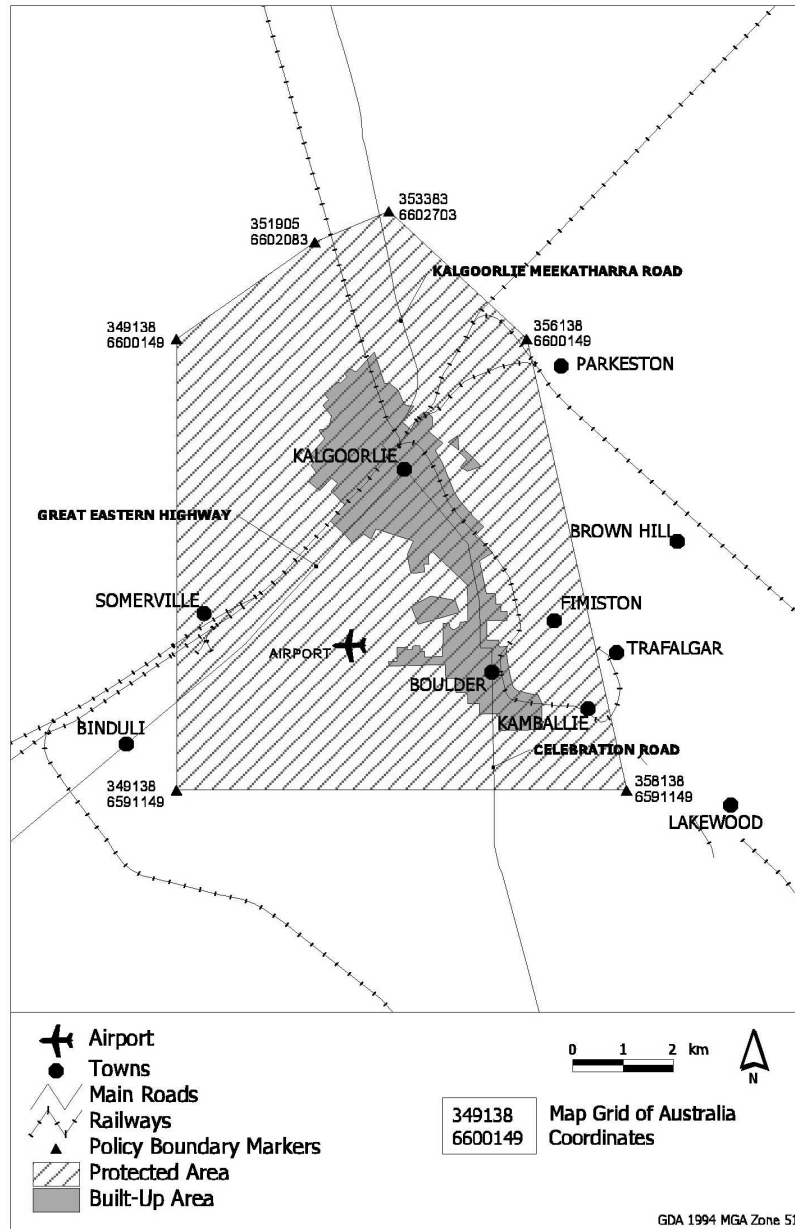 353383
6602703
351905
6602083
KALGOORLIE MEEKATHARRA ROAD
349138
6600149
356138
6600149
PARKESTON
KALGOORLIE
GREAT EASTERN HIGHWAY
BROWN HILL
SOMERVILLE
FIMISTON
AIRPORT
TRAFALGAR
BOULDER
KAMBALLIE
BINDULI
CELEBRATION ROAD
349138
6591149
358138
6591149
LAKEWOOD
Airport
Towns
Main Roads
Railways
Policy Boundary Markers
Protected Area
Built-Up Area
0 1 2 km
N
349138
6600149
Map Grid of Australia
Coordinates
GDA 1994 MGA Zone 51